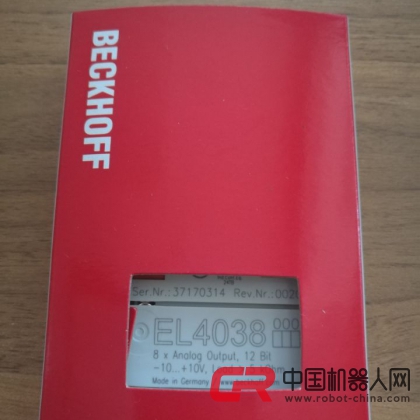 BECKHOFF
Ser.Nr.: 37170314 Rev.Nr.: 002
EL4038
8 x Analog Output, 12 Bit
-10...+10V,
Made in Germany
中国机器人网
www.robot-china.com